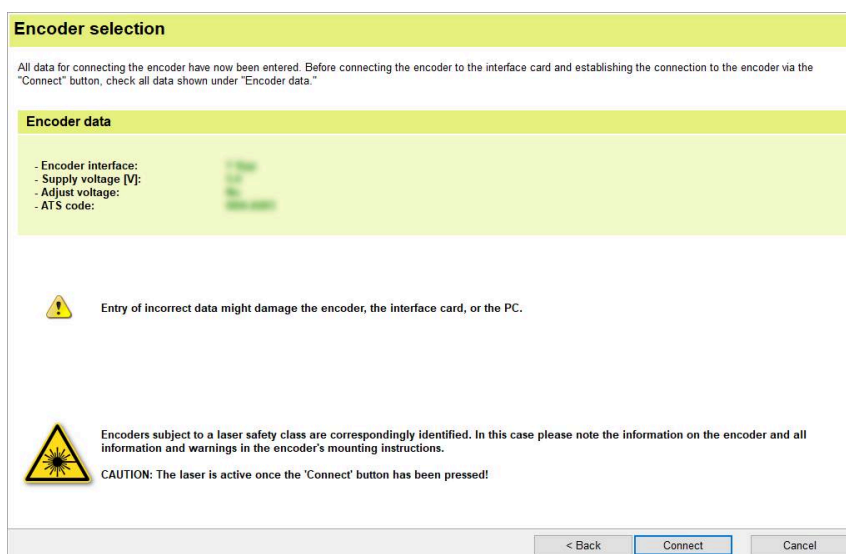 Encoder selection
All data for connecting the encoder have now been entered. Before connecting the encoder to the interface card and establishing the connection to the encoder via the
"Connect" button, check all data shown under "Encoder data."
Encoder data
- Encoder interface:
- Supply voltage [V]:
- Adjust voltage:
- ATS code:
Entry of incorrect data might damage the encoder, the interface card, or the PC.
Encoders subject to a laser safety class are correspondingly identified. In this case please note the information on the encoder and all
information and warnings in the encoder's mounting instructions.
CAUTION: The laser is active once the 'Connect' button has been pressed!
< Back Connect Cancel